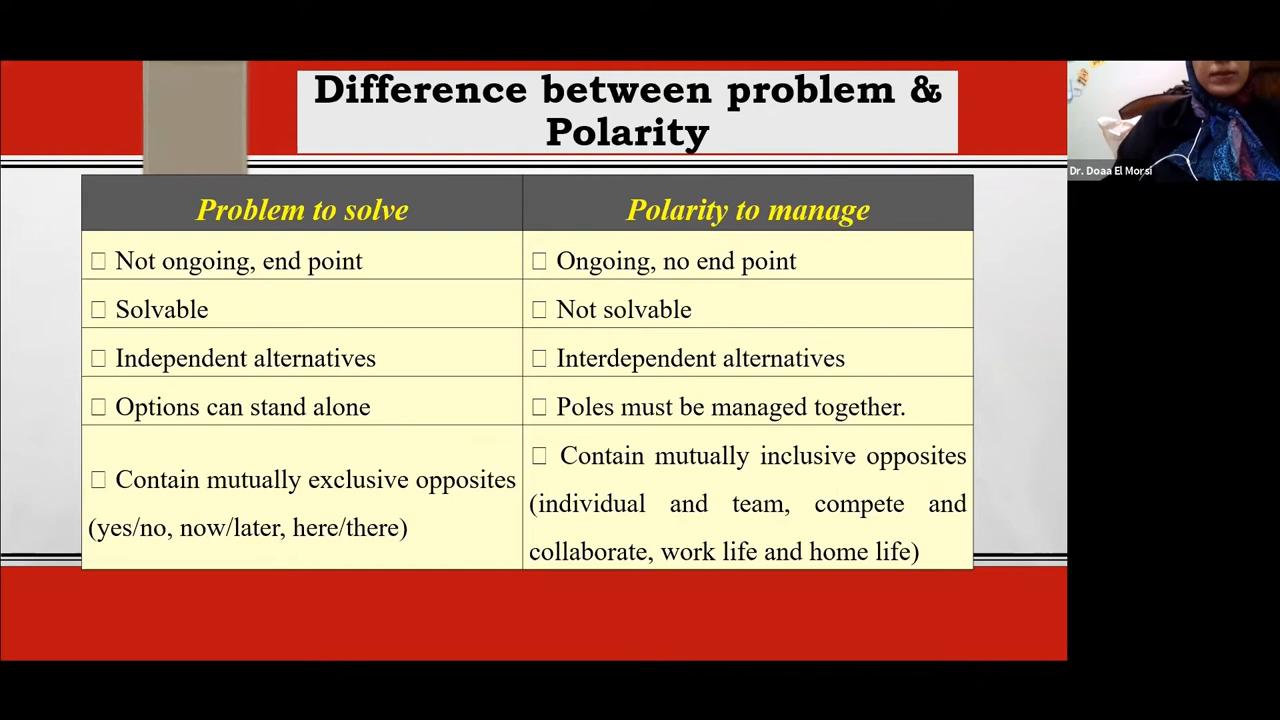 Difference between problem &
Polarity
Problem to solve
Polarity to manage
Not ongoing, end point
Ongoing, no end point
Solvable
Not solvable
Independent alternatives
Interdependent alternatives
Options can stand alone
Poles must be managed together.
Contain mutually exclusive opposites
(yes/no, now/later, here/there)
Contain mutually inclusive opposites
(individual and team, compete and
collaborate, work life and home life)
Dr. Doaa El Morsi